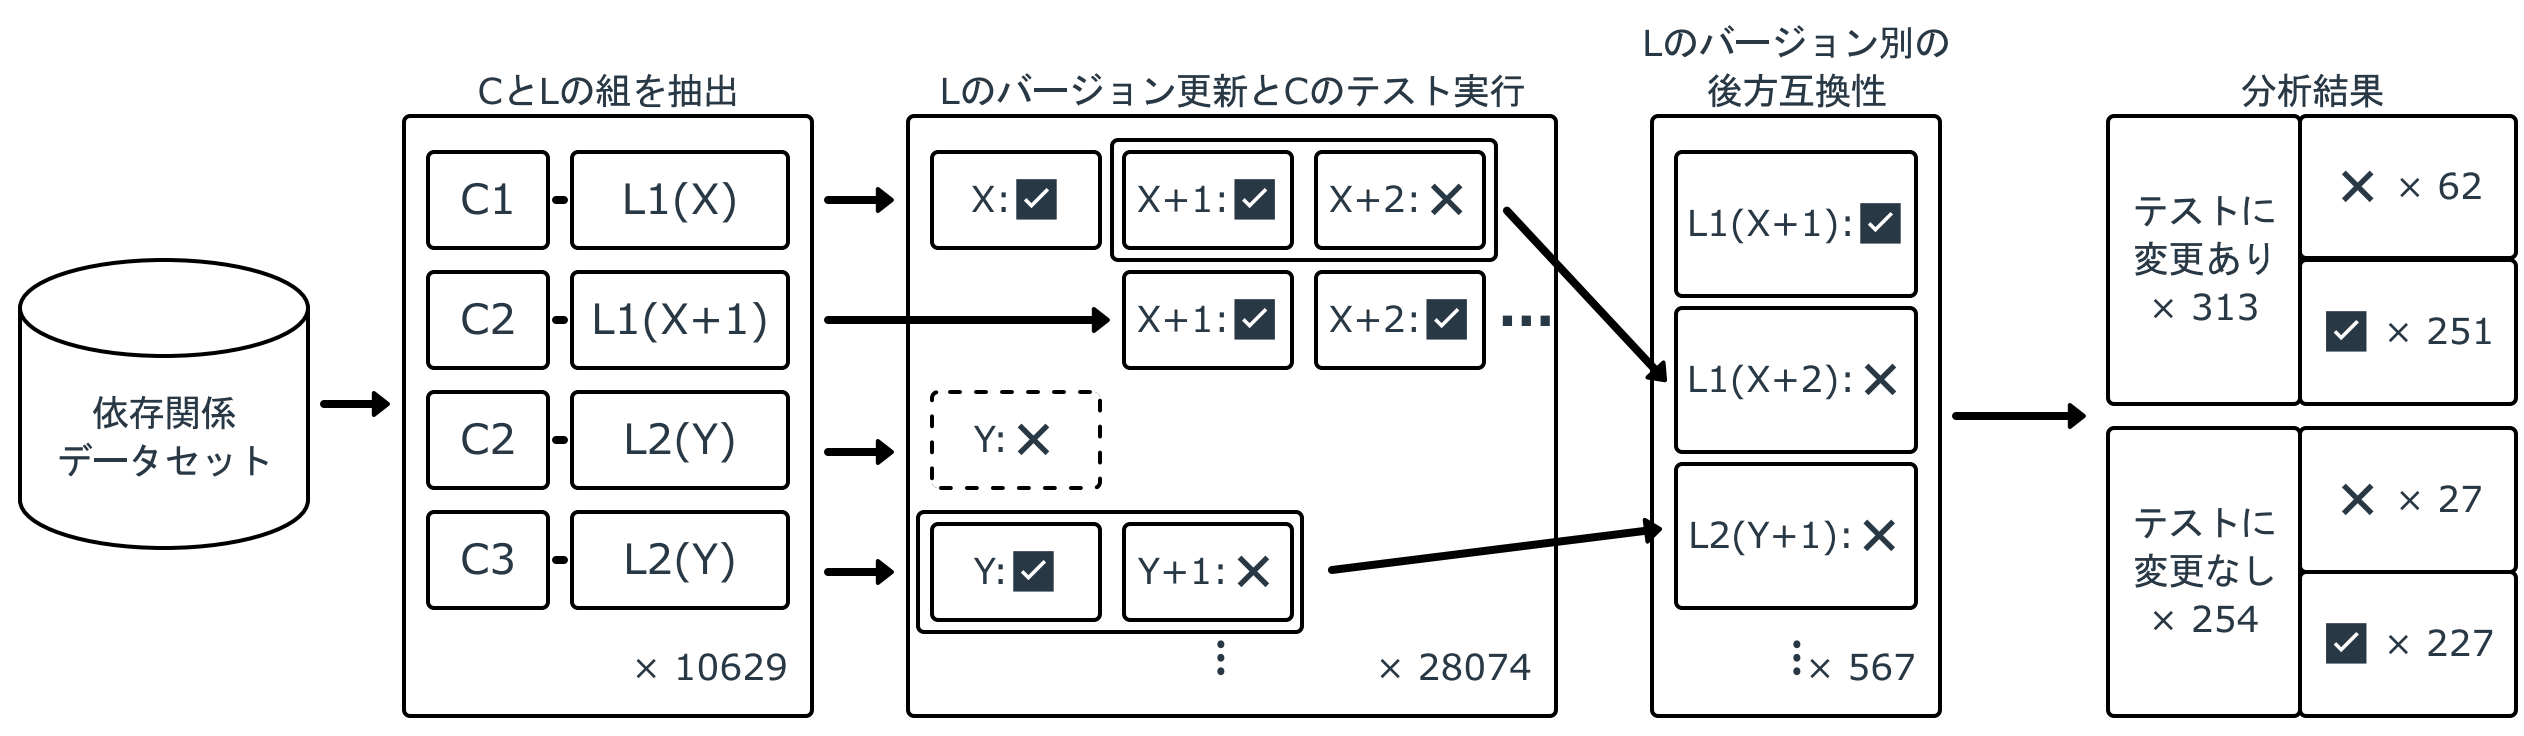 CとLの組を抽出
Lのバージョン更新とCのテスト実行
Lのバージョン別の
後方互換性
分析結果
依存関係
データセット
C1
L1(X)
C2
L1(X+1)
C2
L2(Y)
C3
L2(Y)
× 10629
X:
X+1:
X+2:
X+1:
X+2:
...
Y:
Y:
Y+1:
× 28074
L1(X+1):
L1(X+2):
L2(Y+1):
× 567
テストに
変更あり
× 313
× 62
× 251
テストに
変更なし
× 254
× 27
× 227